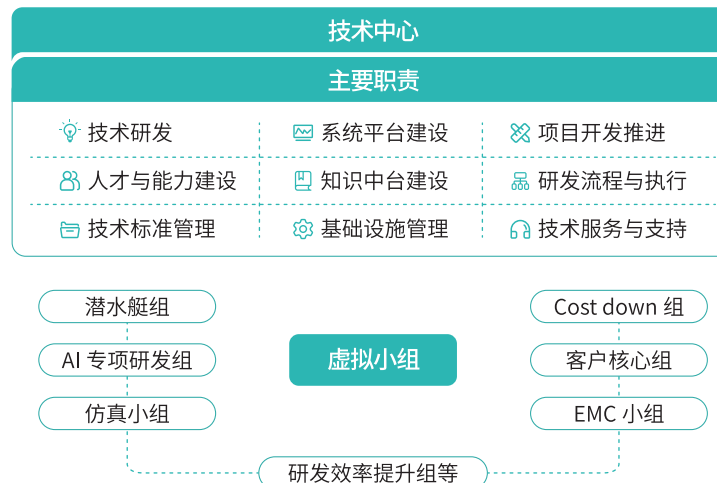 技术中心
主要职责
技术研发 系统平台建设 项目开发推进
人才与能力建设 知识中台建设 研发流程与执行
技术标准管理 基础设施管理 技术服务与支持
潜水艇组 Cost down 组
AI 专项研发组 虚拟小组 客户核心组
仿真小组 EMC 小组
研发效率提升组等